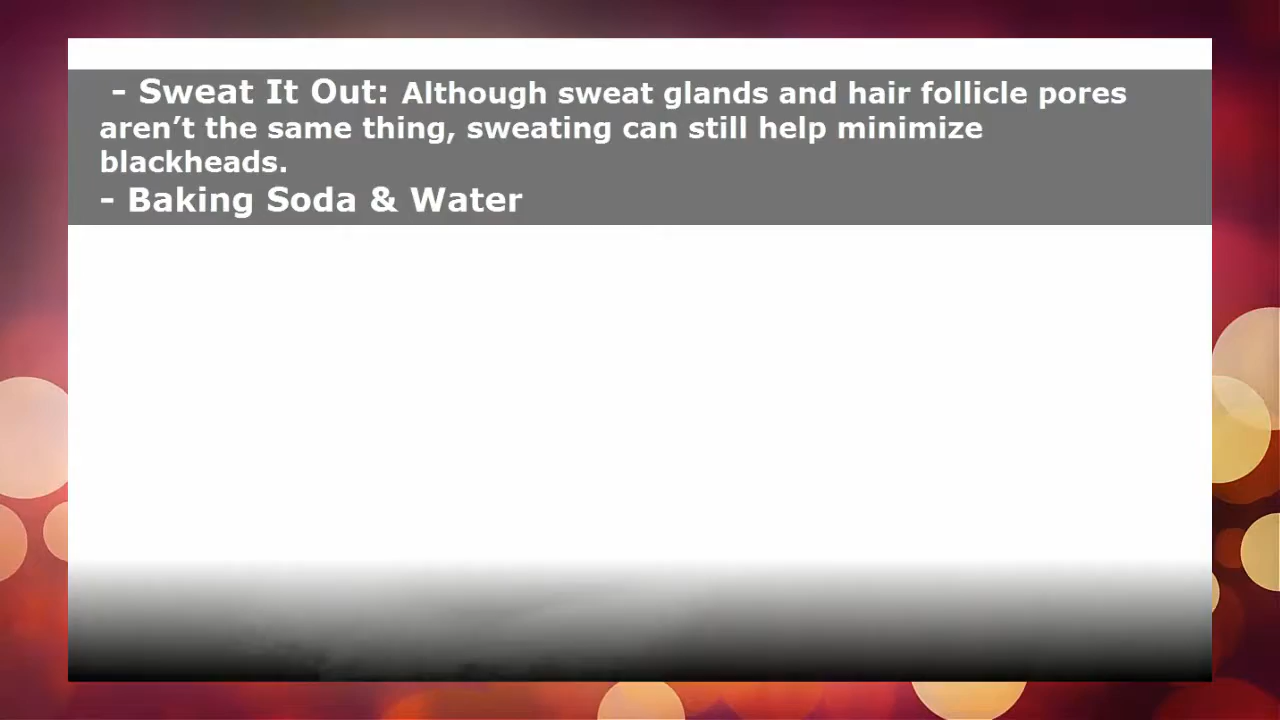 - Sweat It Out: Although sweat glands and hair follicle pores
aren’t the same thing, sweating can still help minimize
blackheads.
- Baking Soda & Water